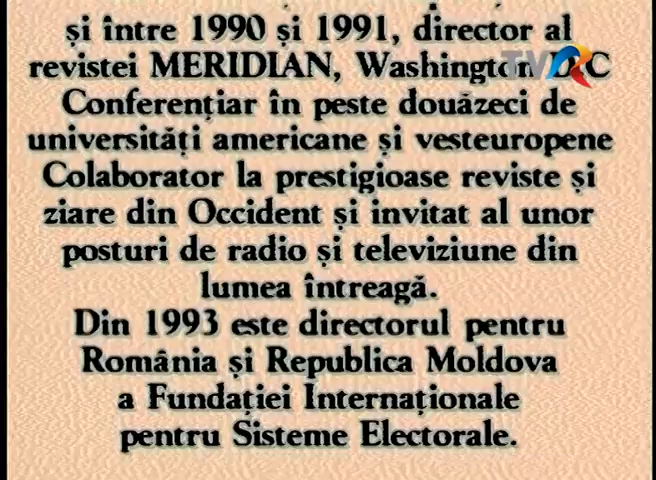 și între 1990 și 1991, director al
revistei MERIDIAN, Washington D.C
Conferențiar în peste douăzeci de
universități americane și vesteuropene
Colaborator la prestigioase reviste și
ziare din Occident și invitat al unor
posturi de radio și televiziune din
lumea întreagă.
Din 1993 este directorul pentru
România și Republica Moldova
a Fundației Internaționale
pentru Sisteme Electorale.
TVR